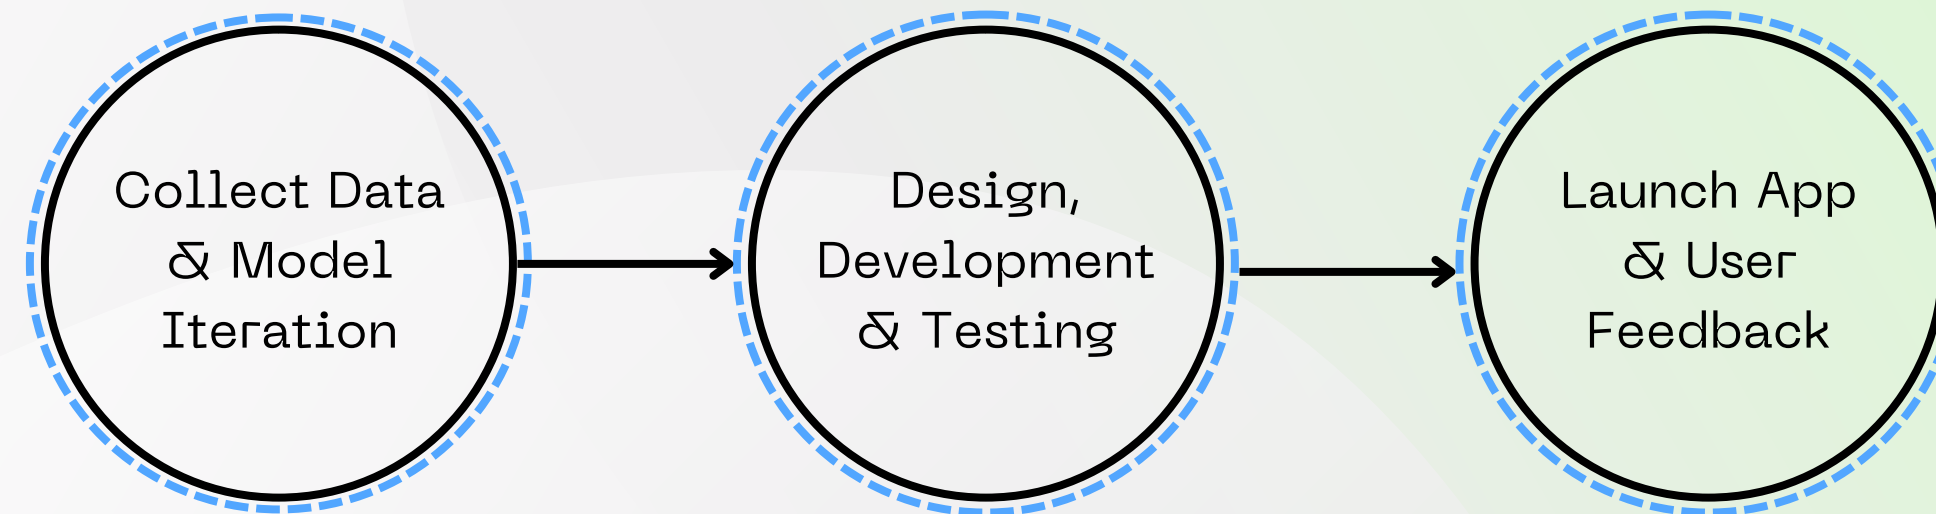 Collect Data
& Model
Iteration
Design,
Development
& Testing
Launch App
& User
Feedback